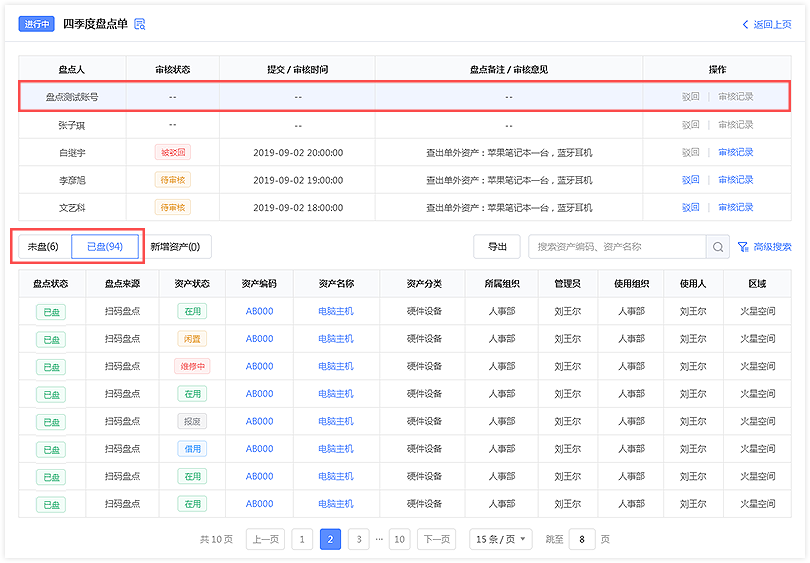 进行中 四季度盘点单 返回上页
盘点人 审核状态 提交 / 审核时间 盘点备注 / 审核意见 操作
盘点测试账号 -- -- -- 驳回 | 审核记录
张子琪 -- -- -- 驳回 | 审核记录
白继宇 被驳回 2019-09-02 20:00:00 查出单外资产：苹果笔记本一台，蓝牙耳机 驳回 | 审核记录
李彦旭 待审核 2019-09-02 19:00:00 查出单外资产：苹果笔记本一台，蓝牙耳机 驳回 | 审核记录
文艺科 待审核 2019-09-02 18:00:00 查出单外资产：苹果笔记本一台，蓝牙耳机 驳回 | 审核记录
未盘(6) 已盘(94) 新增资产(0) 导出 搜索资产编码、资产名称 高级搜索
盘点状态 盘点来源 资产状态 资产编码 资产名称 资产分类 所属组织 管理员 使用组织 使用人 区域
已盘 扫码盘点 在用 AB000 电脑主机 硬件设备 人事部 刘王尔 人事部 刘王尔 火星空间
已盘 扫码盘点 闲置 AB000 电脑主机 硬件设备 人事部 刘王尔 人事部 刘王尔 火星空间
已盘 扫码盘点 维修中 AB000 电脑主机 硬件设备 人事部 刘王尔 人事部 刘王尔 火星空间
已盘 扫码盘点 在用 AB000 电脑主机 硬件设备 人事部 刘王尔 人事部 刘王尔 火星空间
已盘 扫码盘点 报废 AB000 电脑主机 硬件设备 人事部 刘王尔 人事部 刘王尔 火星空间
已盘 扫码盘点 借用 AB000 电脑主机 硬件设备 人事部 刘王尔 人事部 刘王尔 火星空间
已盘 扫码盘点 在用 AB000 电脑主机 硬件设备 人事部 刘王尔 人事部 刘王尔 火星空间
已盘 扫码盘点 在用 AB000 电脑主机 硬件设备 人事部 刘王尔 人事部 刘王尔 火星空间
共 10 页 上一页 1 2 3 ··· 10 下一页 15 条 / 页 跳至 8 页